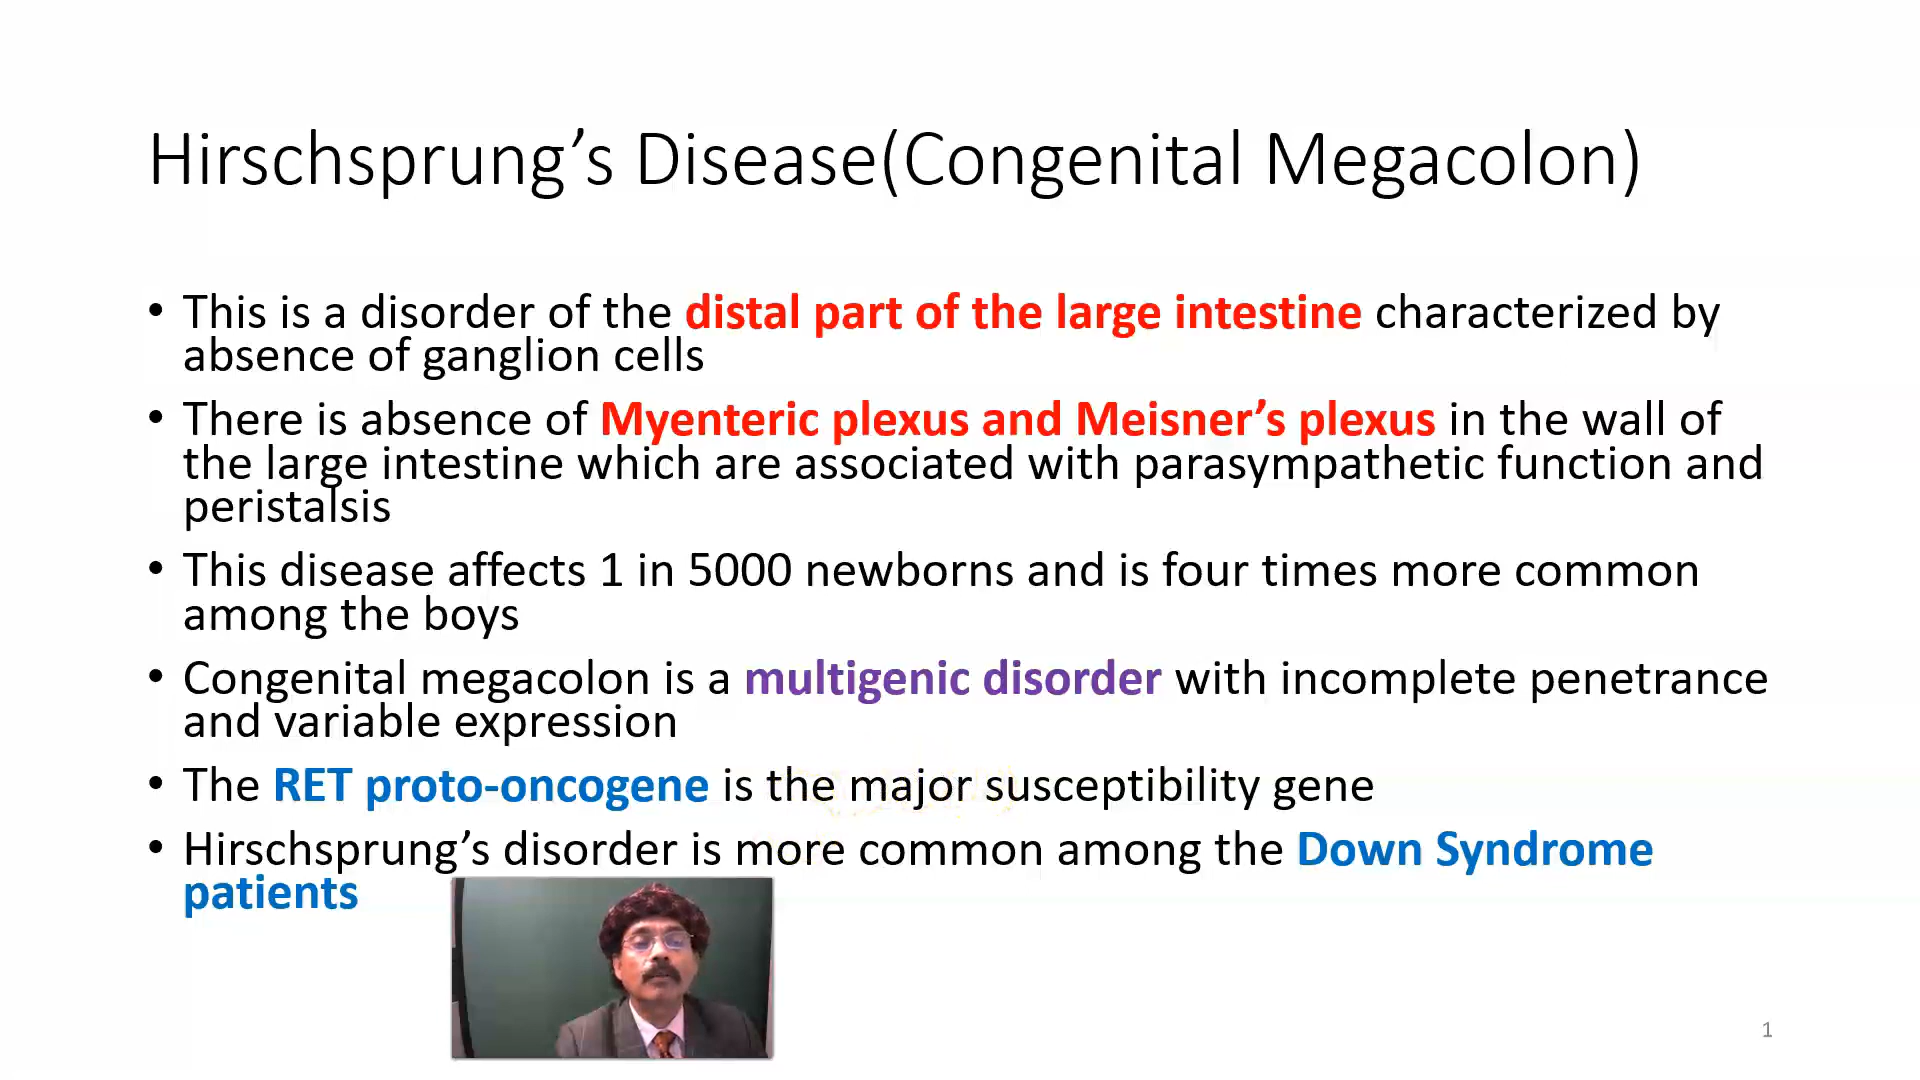 Hirschsprung’s Disease(Congenital Megacolon)
• This is a disorder of the distal part of the large intestine characterized by
absence of ganglion cells
• There is absence of Myenteric plexus and Meisner’s plexus in the wall of
the large intestine which are associated with parasympathetic function and
peristalsis
• This disease affects 1 in 5000 newborns and is four times more common
among the boys
• Congenital megacolon is a multigenic disorder with incomplete penetrance
and variable expression
• The RET proto-oncogene is the major susceptibility gene
• Hirschsprung’s disorder is more common among the Down Syndrome
patients
1